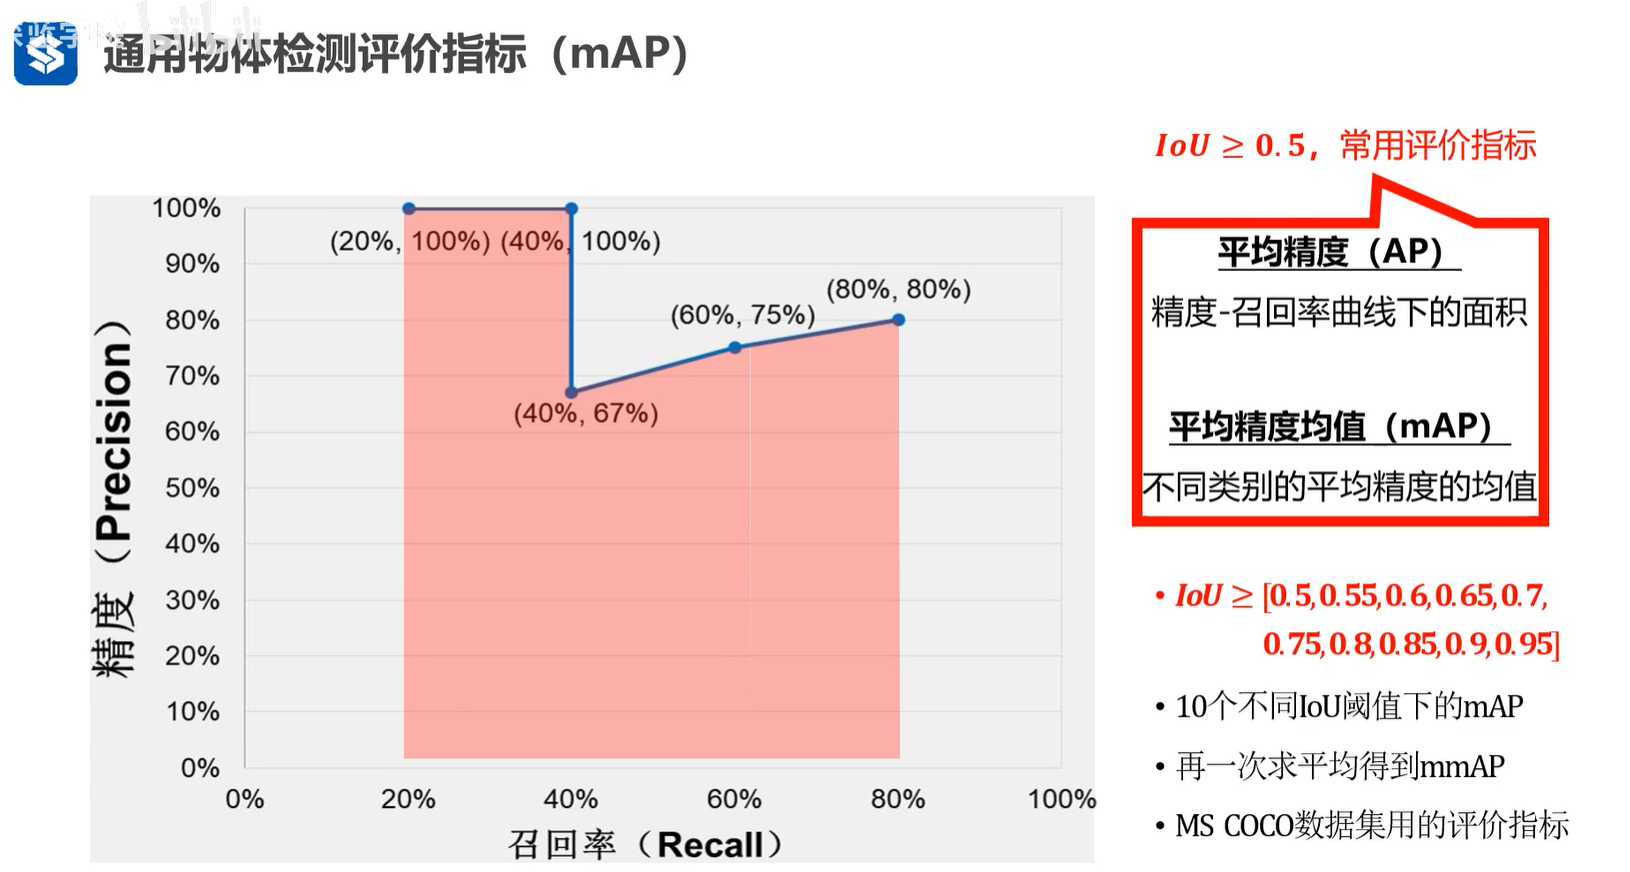 通用物体检测评价指标（mAP）
IoU ≥ 0.5，常用评价指标
平均精度（AP）
精度-召回率曲线下的面积
平均精度均值（mAP）
不同类别的平均精度的均值
• IoU ≥ [0.5,0.55,0.6,0.65,0.7,
0.75,0.8,0.85,0.9,0.95]
• 10个不同IoU阈值下的mAP
• 再一次求平均得到mmAP
• MS COCO数据集用的评价指标
精度（Precision）
100%
90%
80%
70%
60%
50%
40%
30%
20%
10%
0%
(20%, 100%) (40%, 100%)
(80%, 80%)
(60%, 75%)
(40%, 67%)
0% 20% 40% 60% 80% 100%
召回率（Recall）